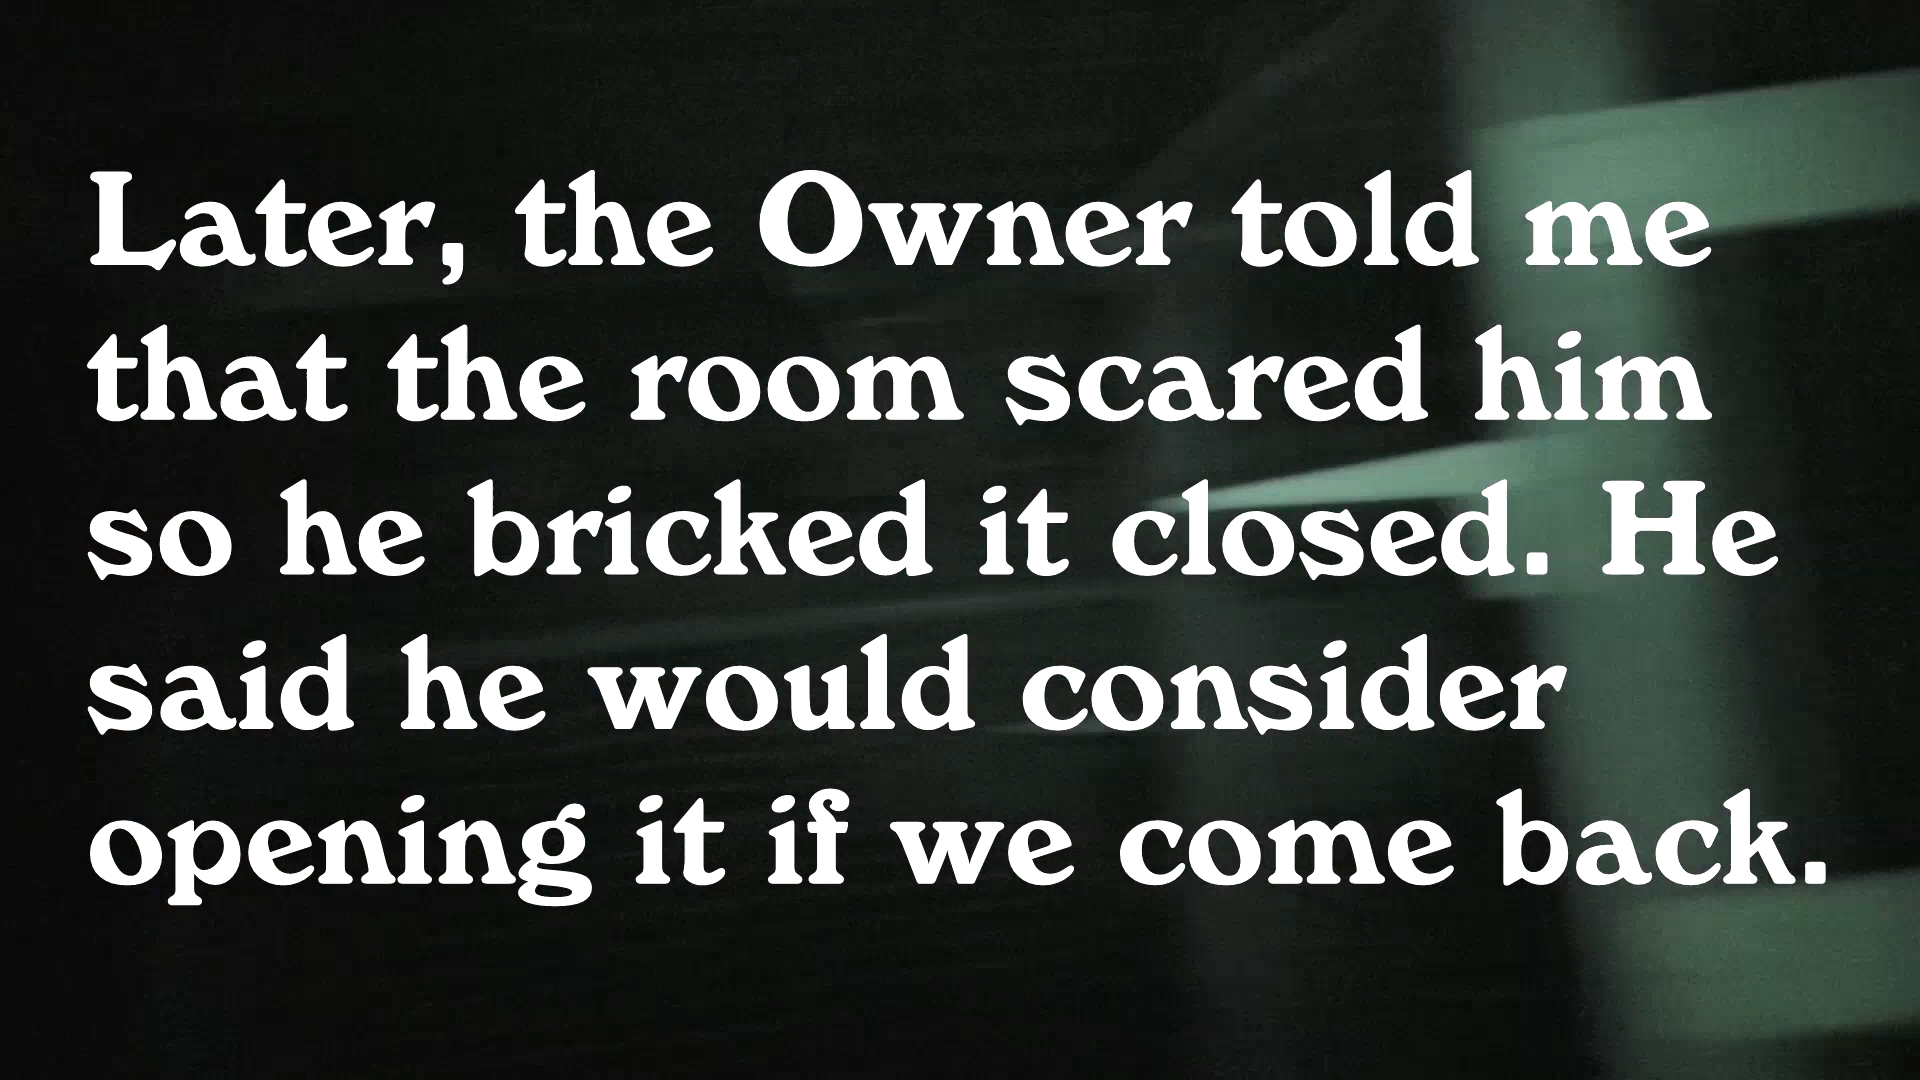 Later, the Owner told me
that the room scared him
so he bricked it closed. He
said he would consider
opening it if we come back.